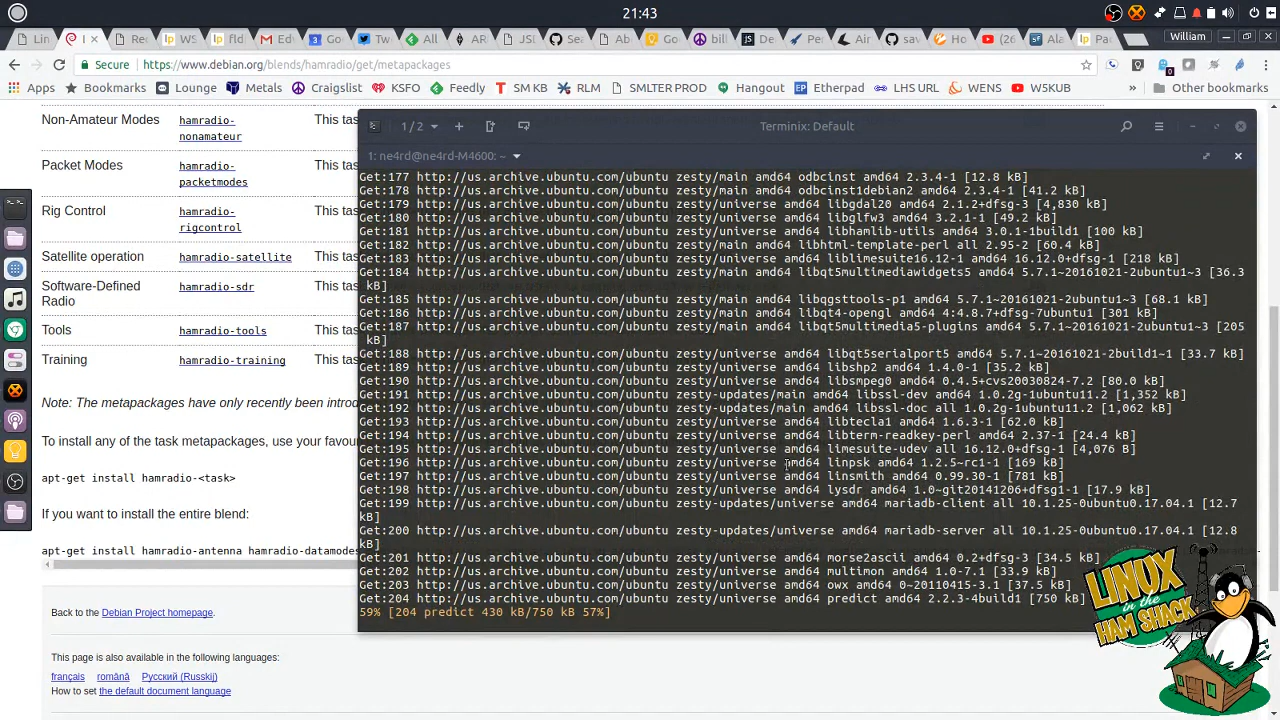 21:43
Lin
Re
WS
fld
Edi
Go
Tw
All
AR
JSI
Se
Ab
Go
bill
De
Pe
Air
sav
Ho
(26
Ala
Pa
William
Secure
https://www.debian.org/blends/hamradio/get/metapackages
Apps
Bookmarks
Lounge
Metals
Craigslist
KSFO
Feedly
SM KB
RLM
SMLTER PROD
Hangout
Etherpad
LHS URL
WENS
W5KUB
Other bookmarks
Non-Amateur Modes
hamradio-
nonamateur
This tas
Packet Modes
hamradio-
packetmodes
This tas
Rig Control
hamradio-
rigcontrol
This tas
Satellite operation
hamradio-satellite
This tas
Software-Defined
Radio
hamradio-sdr
This tas
Tools
hamradio-tools
This tas
Training
hamradio-training
This tas
Note: The metapackages have only recently been introd
To install any of the task metapackages, use your favour
apt-get install hamradio-<task>
If you want to install the entire blend:
apt-get install hamradio-antenna hamradio-datamodes
Back to the Debian Project homepage.
This page is also available in the following languages:
français
română
Русский (Russkij)
How to set the default document language
1 / 2
Terminix: Default
1: ne4rd@ne4rd-M4600: ~
Get:177 http://us.archive.ubuntu.com/ubuntu zesty/main amd64 odbcinst amd64 2.3.4-1 [12.8 kB]
Get:178 http://us.archive.ubuntu.com/ubuntu zesty/main amd64 odbcinst1debian2 amd64 2.3.4-1 [41.2 kB]
Get:179 http://us.archive.ubuntu.com/ubuntu zesty/universe amd64 libgdal20 amd64 2.1.2+dfsg-3 [4,830 kB]
Get:180 http://us.archive.ubuntu.com/ubuntu zesty/universe amd64 libglfw3 amd64 3.2.1-1 [49.2 kB]
Get:181 http://us.archive.ubuntu.com/ubuntu zesty/universe amd64 libhamlib-utils amd64 3.0.1-1build1 [100 kB]
Get:182 http://us.archive.ubuntu.com/ubuntu zesty/main amd64 libhtml-template-perl all 2.95-2 [60.4 kB]
Get:183 http://us.archive.ubuntu.com/ubuntu zesty/universe amd64 liblimesuite16.12-1 amd64 16.12.0+dfsg-1 [218 kB]
Get:184 http://us.archive.ubuntu.com/ubuntu zesty/main amd64 libqt5multimediawidgets5 amd64 5.7.1~20161021-2ubuntu1~3 [36.3
kB]
Get:185 http://us.archive.ubuntu.com/ubuntu zesty/main amd64 libqgsttools-p1 amd64 5.7.1~20161021-2ubuntu1~3 [68.1 kB]
Get:186 http://us.archive.ubuntu.com/ubuntu zesty/main amd64 libqt4-opengl amd64 4:4.8.7+dfsg-7ubuntu1 [301 kB]
Get:187 http://us.archive.ubuntu.com/ubuntu zesty/main amd64 libqt5multimedia5-plugins amd64 5.7.1~20161021-2ubuntu1~3 [205
kB]
Get:188 http://us.archive.ubuntu.com/ubuntu zesty/universe amd64 libqt5serialport5 amd64 5.7.1~20161021-2build1~1 [33.7 kB]
Get:189 http://us.archive.ubuntu.com/ubuntu zesty/universe amd64 libshp2 amd64 1.4.0-1 [35.2 kB]
Get:190 http://us.archive.ubuntu.com/ubuntu zesty/universe amd64 libsmpeg0 amd64 0.4.5+cvs20030824-7.2 [80.0 kB]
Get:191 http://us.archive.ubuntu.com/ubuntu zesty-updates/main amd64 libssl-dev amd64 1.0.2g-1ubuntu11.2 [1,352 kB]
Get:192 http://us.archive.ubuntu.com/ubuntu zesty-updates/main amd64 libssl-doc all 1.0.2g-1ubuntu11.2 [1,062 kB]
Get:193 http://us.archive.ubuntu.com/ubuntu zesty/universe amd64 libtecla1 amd64 1.6.3-1 [62.0 kB]
Get:194 http://us.archive.ubuntu.com/ubuntu zesty/universe amd64 libterm-readkey-perl amd64 2.37-1 [24.4 kB]
Get:195 http://us.archive.ubuntu.com/ubuntu zesty/universe amd64 limesuite-udev all 16.12.0+dfsg-1 [4,076 B]
Get:196 http://us.archive.ubuntu.com/ubuntu zesty/universe amd64 linpsk amd64 1.2.5~rc1-1 [169 kB]
Get:197 http://us.archive.ubuntu.com/ubuntu zesty/universe amd64 linsmith amd64 0.99.30-1 [781 kB]
Get:198 http://us.archive.ubuntu.com/ubuntu zesty/universe amd64 lysdr amd64 1.0~git20141206+dfsg1-1 [17.9 kB]
Get:199 http://us.archive.ubuntu.com/ubuntu zesty-updates/universe amd64 mariadb-client all 10.1.25-0ubuntu0.17.04.1 [12.7
kB]
Get:200 http://us.archive.ubuntu.com/ubuntu zesty-updates/universe amd64 mariadb-server all 10.1.25-0ubuntu0.17.04.1 [12.8
kB]
Get:201 http://us.archive.ubuntu.com/ubuntu zesty/universe amd64 morse2ascii amd64 0.2+dfsg-3 [34.5 kB]
Get:202 http://us.archive.ubuntu.com/ubuntu zesty/universe amd64 multimon amd64 1.0-7.1 [33.9 kB]
Get:203 http://us.archive.ubuntu.com/ubuntu zesty/universe amd64 owx amd64 0~20110415-3.1 [37.5 kB]
Get:204 http://us.archive.ubuntu.com/ubuntu zesty/universe amd64 predict amd64 2.2.3-4build1 [750 kB]
59% [204 predict 430 kB/750 kB 57%]
LINUX
in the
HAM SHACK